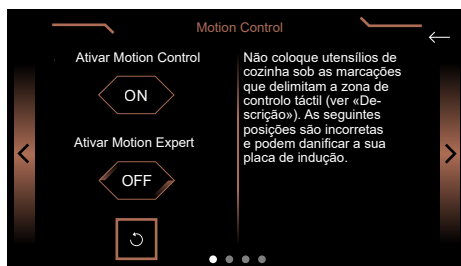 Motion Control
Ativar Motion Control
ON
Ativar Motion Expert
OFF
Não coloque utensílios de
cozinha sob as marcações
que delimitam a zona de
controlo táctil (ver «De-
scrição»). As seguintes
posições são incorretas
e podem danificar a sua
placa de indução.